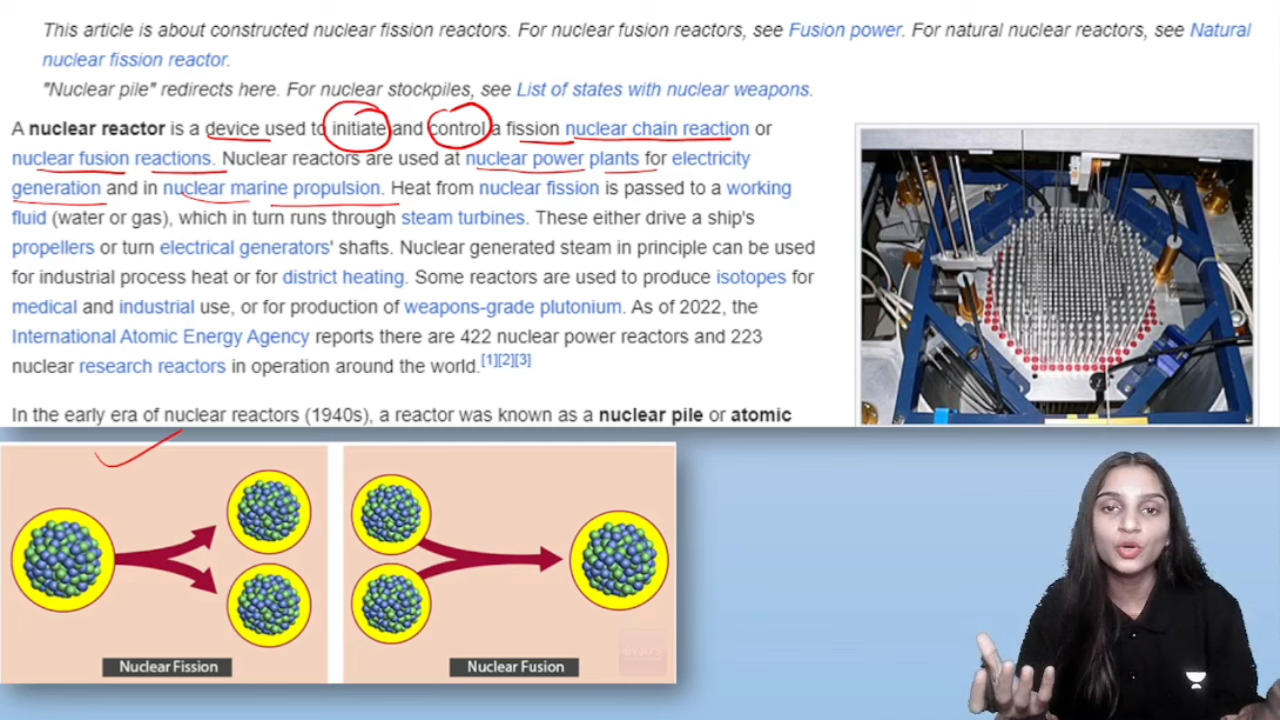 This article is about constructed nuclear fission reactors. For nuclear fusion reactors, see Fusion power. For natural nuclear reactors, see Natural
nuclear fission reactor.
"Nuclear pile" redirects here. For nuclear stockpiles, see List of states with nuclear weapons.
A nuclear reactor is a device used to initiate and control a fission nuclear chain reaction or
nuclear fusion reactions. Nuclear reactors are used at nuclear power plants for electricity
generation and in nuclear marine propulsion. Heat from nuclear fission is passed to a working
fluid (water or gas), which in turn runs through steam turbines. These either drive a ship's
propellers or turn electrical generators' shafts. Nuclear generated steam in principle can be used
for industrial process heat or for district heating. Some reactors are used to produce isotopes for
medical and industrial use, or for production of weapons-grade plutonium. As of 2022, the
International Atomic Energy Agency reports there are 422 nuclear power reactors and 223
nuclear research reactors in operation around the world.[1][2][3]
In the early era of nuclear reactors (1940s), a reactor was known as a nuclear pile or atomic
Nuclear Fission
Nuclear Fusion
BYJU'S